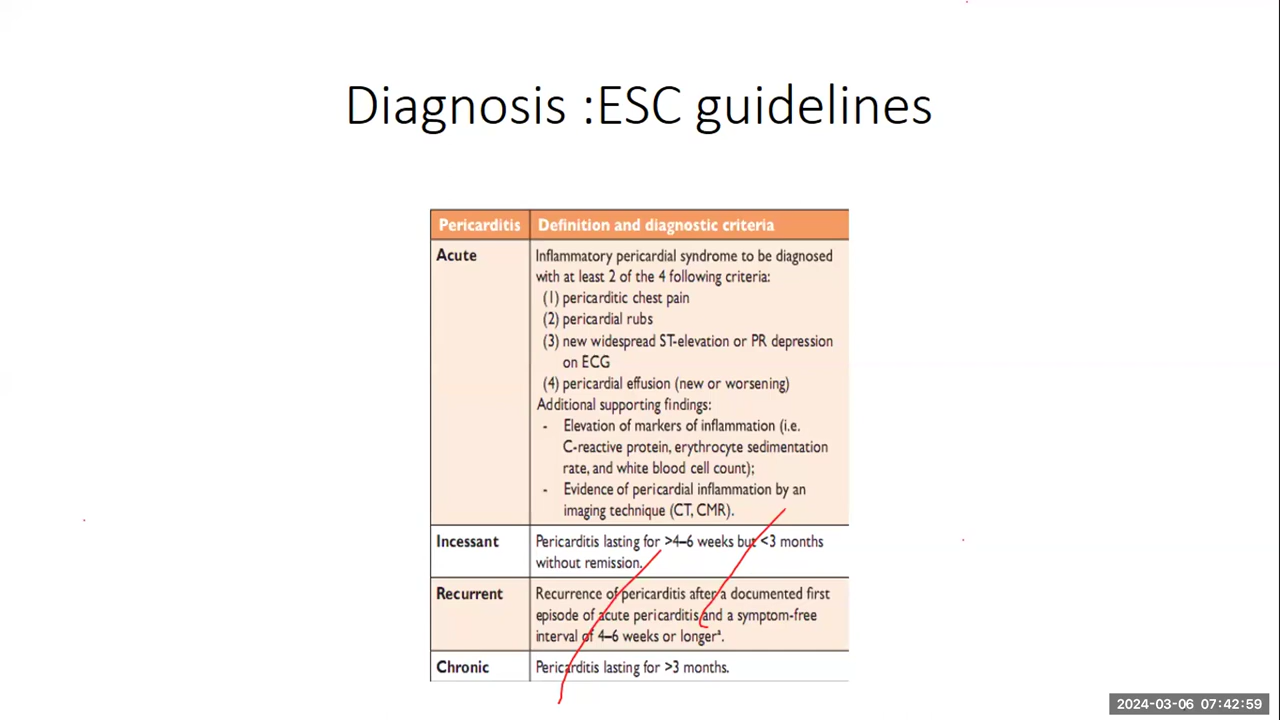 Diagnosis :ESC guidelines
Pericarditis Definition and diagnostic criteria
Acute Inflammatory pericardial syndrome to be diagnosed
with at least 2 of the 4 following criteria:
(1) pericarditic chest pain
(2) pericardial rubs
(3) new widespread ST-elevation or PR depression
on ECG
(4) pericardial effusion (new or worsening)
Additional supporting findings:
- Elevation of markers of inflammation (i.e.
C-reactive protein, erythrocyte sedimentation
rate, and white blood cell count);
- Evidence of pericardial inflammation by an
imaging technique (CT, CMR).
Incessant Pericarditis lasting for >4–6 weeks but <3 months
without remission.
Recurrent Recurrence of pericarditis after a documented first
episode of acute pericarditis and a symptom-free
interval of 4–6 weeks or longerª.
Chronic Pericarditis lasting for >3 months.
2024-03-06 07:42:59